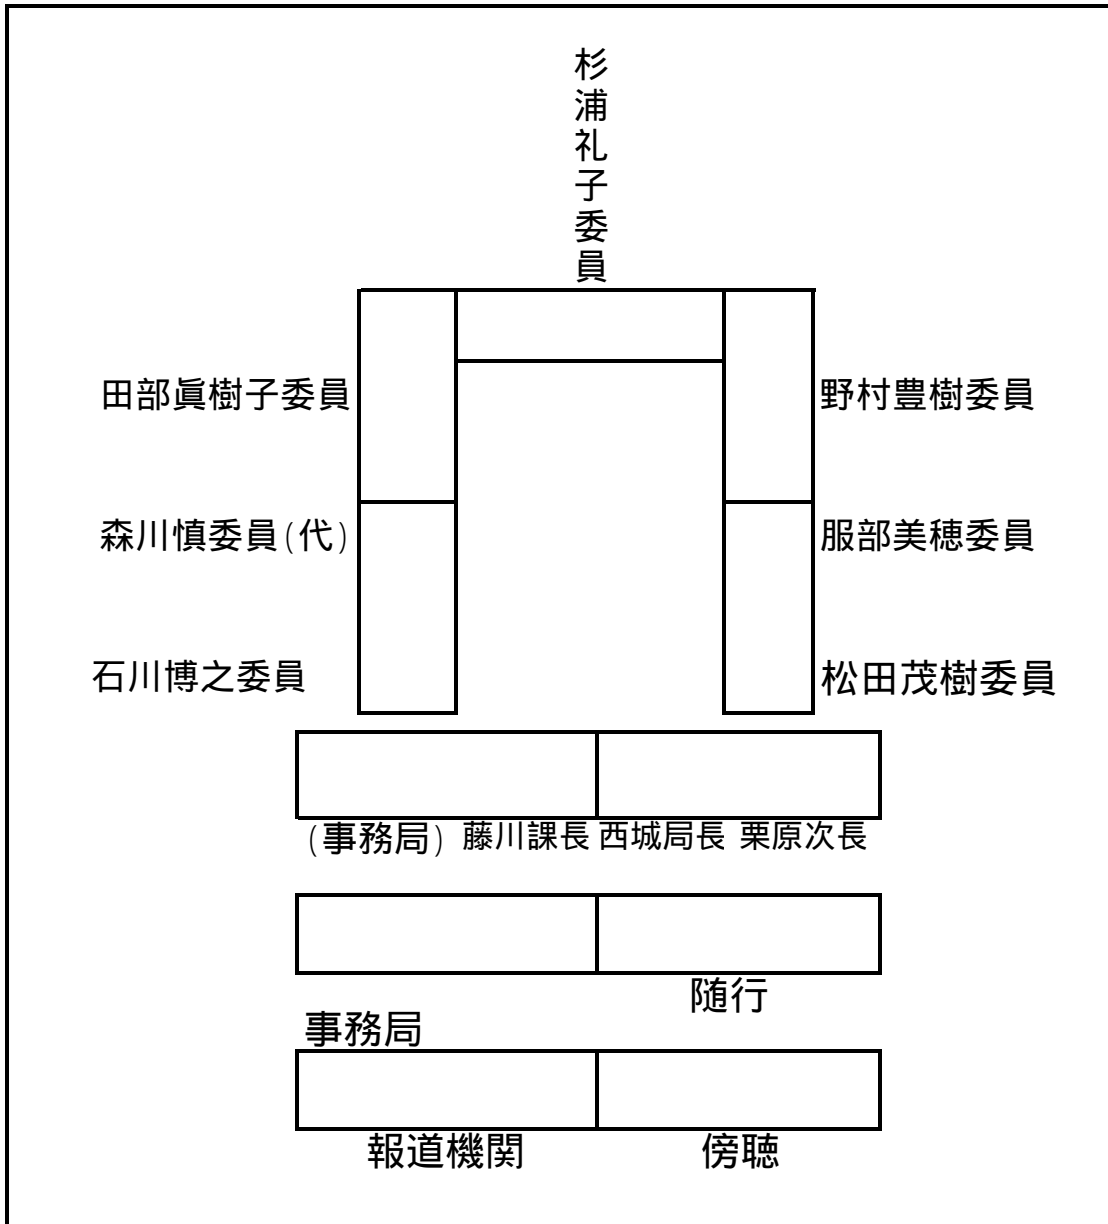 杉浦礼子委員
田部眞樹子委員
野村豊樹委員
森川慎委員(代)
服部美穂委員
石川博之委員
松田茂樹委員
(事務局) 藤川課長 西城局長 栗原次長
随行
事務局
報道機関
傍聴